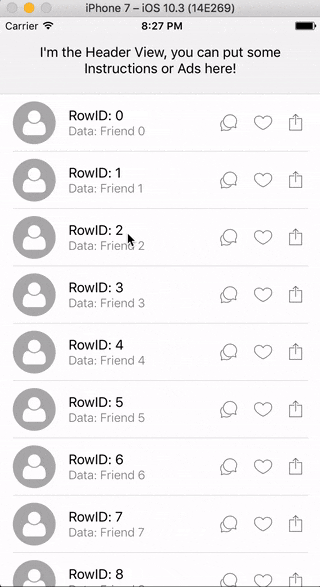 iPhone 7 – iOS 10.3 (14E269)
Carrier 8:27 PM
I'm the Header View, you can put some
Instructions or Ads here!
RowID: 0
Data: Friend 0
RowID: 1
Data: Friend 1
RowID: 2
Data: Friend 2
RowID: 3
Data: Friend 3
RowID: 4
Data: Friend 4
RowID: 5
Data: Friend 5
RowID: 6
Data: Friend 6
RowID: 7
Data: Friend 7
RowID: 8